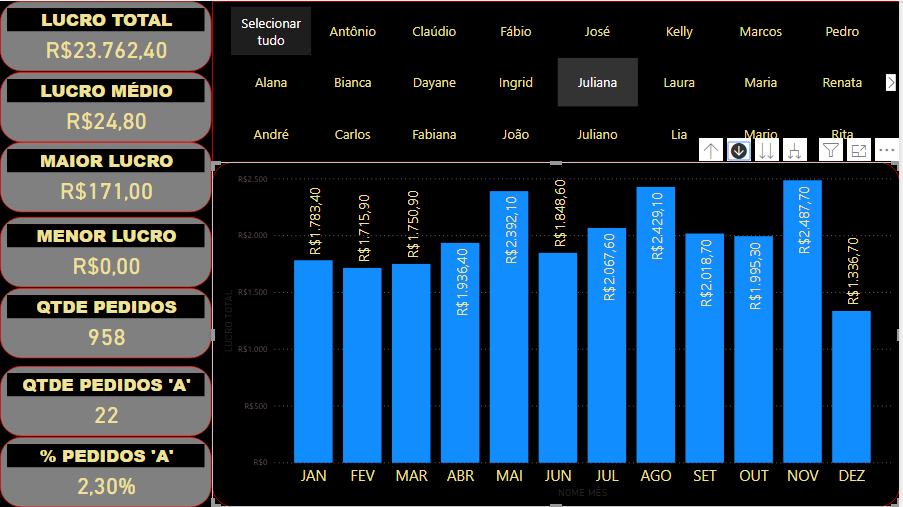 LUCRO TOTAL
R$23.762,40
LUCRO MÉDIO
R$24,80
MAIOR LUCRO
R$171,00
MENOR LUCRO
R$0,00
QTDE PEDIDOS
958
QTDE PEDIDOS 'A'
22
% PEDIDOS 'A'
2,30%
Selecionar
tudo
Antônio
Claúdio
Fábio
José
Kelly
Marcos
Pedro
Alana
Bianca
Dayane
Ingrid
Juliana
Laura
Maria
Renata
André
Carlos
Fabiana
João
Juliano
Lia
Mario
Rita
LUCRO TOTAL
R$2.500
R$2.000
R$1.500
R$1.000
R$500
R$0
R$1.783,40
R$1.715,90
R$1.750,90
R$1.936,40
R$2.392,10
R$1.848,60
R$2.067,60
R$2.429,10
R$2.018,70
R$1.995,30
R$2.487,70
R$1.336,70
JAN FEV MAR ABR MAI JUN JUL AGO SET OUT NOV DEZ
NOME MÊS